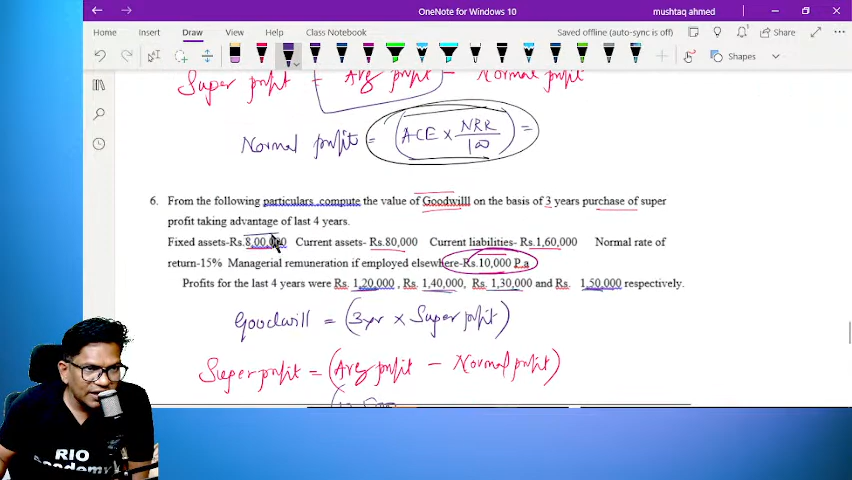 OneNote for Windows 10
mushtaq ahmed
Home Insert Draw View Help Class Notebook
Saved offline (auto-sync is off) Share
Shapes
Super profit = Avg profit - Normal profit
Normal profit = (ACE × NRR/100) =
6. From the following particulars .compute the value of Goodwilll on the basis of 3 years purchase of super
profit taking advantage of last 4 years.
Fixed assets-Rs.8,00,000 Current assets- Rs.80,000 Current liabilities- Rs.1,60,000 Normal rate of
return-15% Managerial remuneration if employed elsewhere-Rs.10,000 P.a
Profits for the last 4 years were Rs. 1,20,000 , Rs. 1,40,000, Rs. 1,30,000 and Rs. 1,50,000 respectively.
Goodwill = (3yr × Super profit)
Super profit = (Avg profit - Normal profit)
RIO
Academy